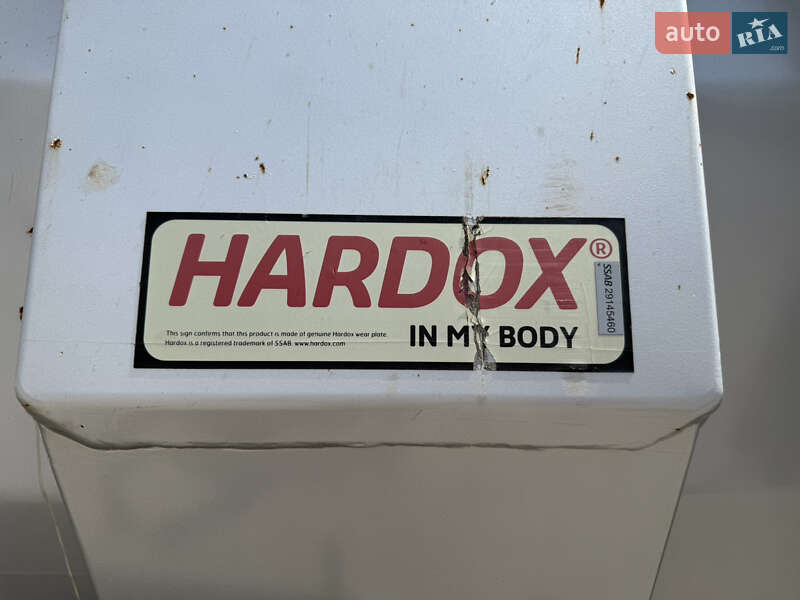 auto RIA .com
HARDOX®
SSAB 29145460
IN MY BODY
This sign confirms that this product is made of genuine Hardox wear plate.
Hardox is a registered trademark of SSAB. www.hardox.com